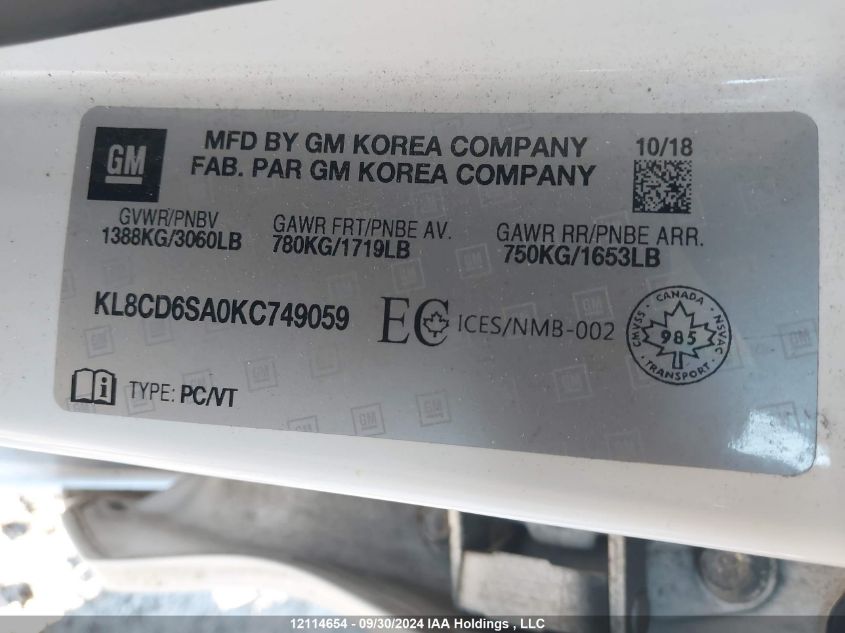 GM
MFD BY GM KOREA COMPANY
FAB. PAR GM KOREA COMPANY
10/18
GVWR/PNBV
1388KG/3060LB
GAWR FRT/PNBE AV.
780KG/1719LB
GAWR RR/PNBE ARR.
750KG/1653LB
KL8CD6SA0KC749059
EC ICES/NMB-002
CANADA
CMVSS
985
NSVAC
TRANSPORT
i TYPE: PC/VT
12114654 - 09/30/2024 IAA Holdings , LLC